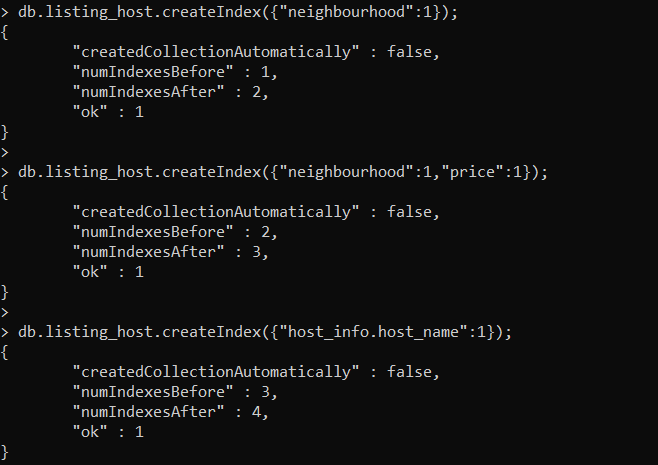 > db.listing_host.createIndex({"neighbourhood":1});
{
        "createdCollectionAutomatically" : false,
        "numIndexesBefore" : 1,
        "numIndexesAfter" : 2,
        "ok" : 1
}
>
> db.listing_host.createIndex({"neighbourhood":1,"price":1});
{
        "createdCollectionAutomatically" : false,
        "numIndexesBefore" : 2,
        "numIndexesAfter" : 3,
        "ok" : 1
}
>
> db.listing_host.createIndex({"host_info.host_name":1});
{
        "createdCollectionAutomatically" : false,
        "numIndexesBefore" : 3,
        "numIndexesAfter" : 4,
        "ok" : 1
}